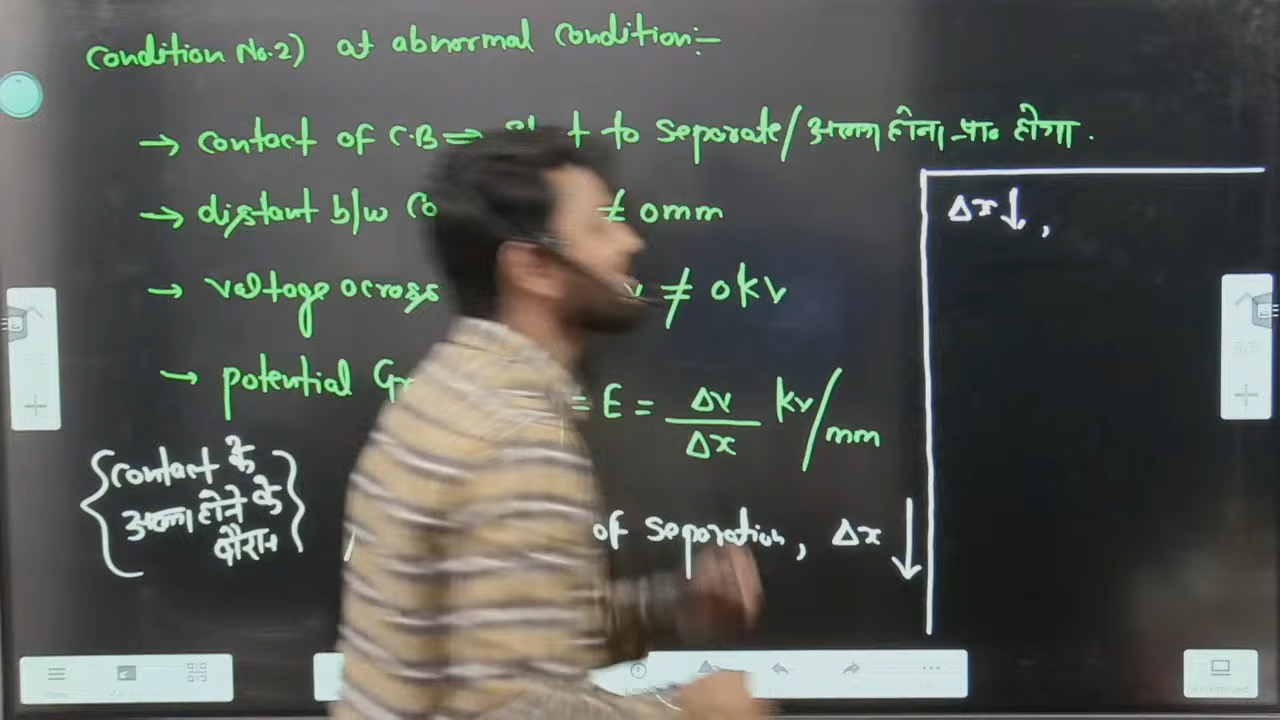 Condition No.2) at abnormal condition:-
→ contact of C.B ⇒ to separate/अलग होना प्रा० होगा.
→ distant b/w Co ≠ 0mm
→ voltage across v ≠ 0kv
→ potential = E = Δv/Δx kv/mm
{contact के
अलग होने के
दौरान}
of separation, Δx ↓
Δx↓,